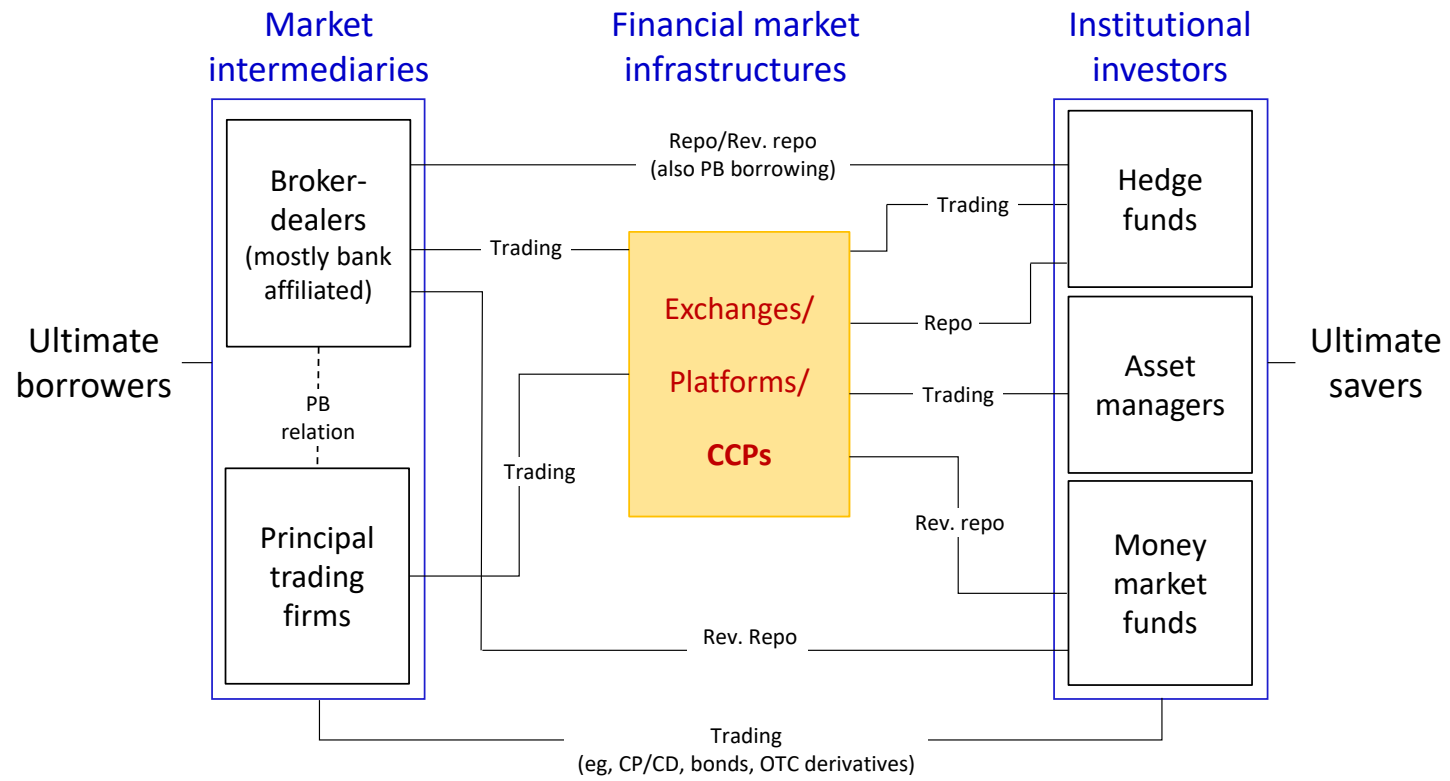 Market
intermediaries
Financial market
infrastructures
Institutional
investors
Ultimate
borrowers
Broker-
dealers
(mostly bank
affiliated)
PB
relation
Principal
trading
firms
Repo/Rev. repo
(also PB borrowing)
Trading
Trading
Rev. Repo
Exchanges/
Platforms/
CCPs
Trading
Repo
Trading
Rev. repo
Hedge
funds
Asset
managers
Money
market
funds
Ultimate
savers
Trading
(eg, CP/CD, bonds, OTC derivatives)